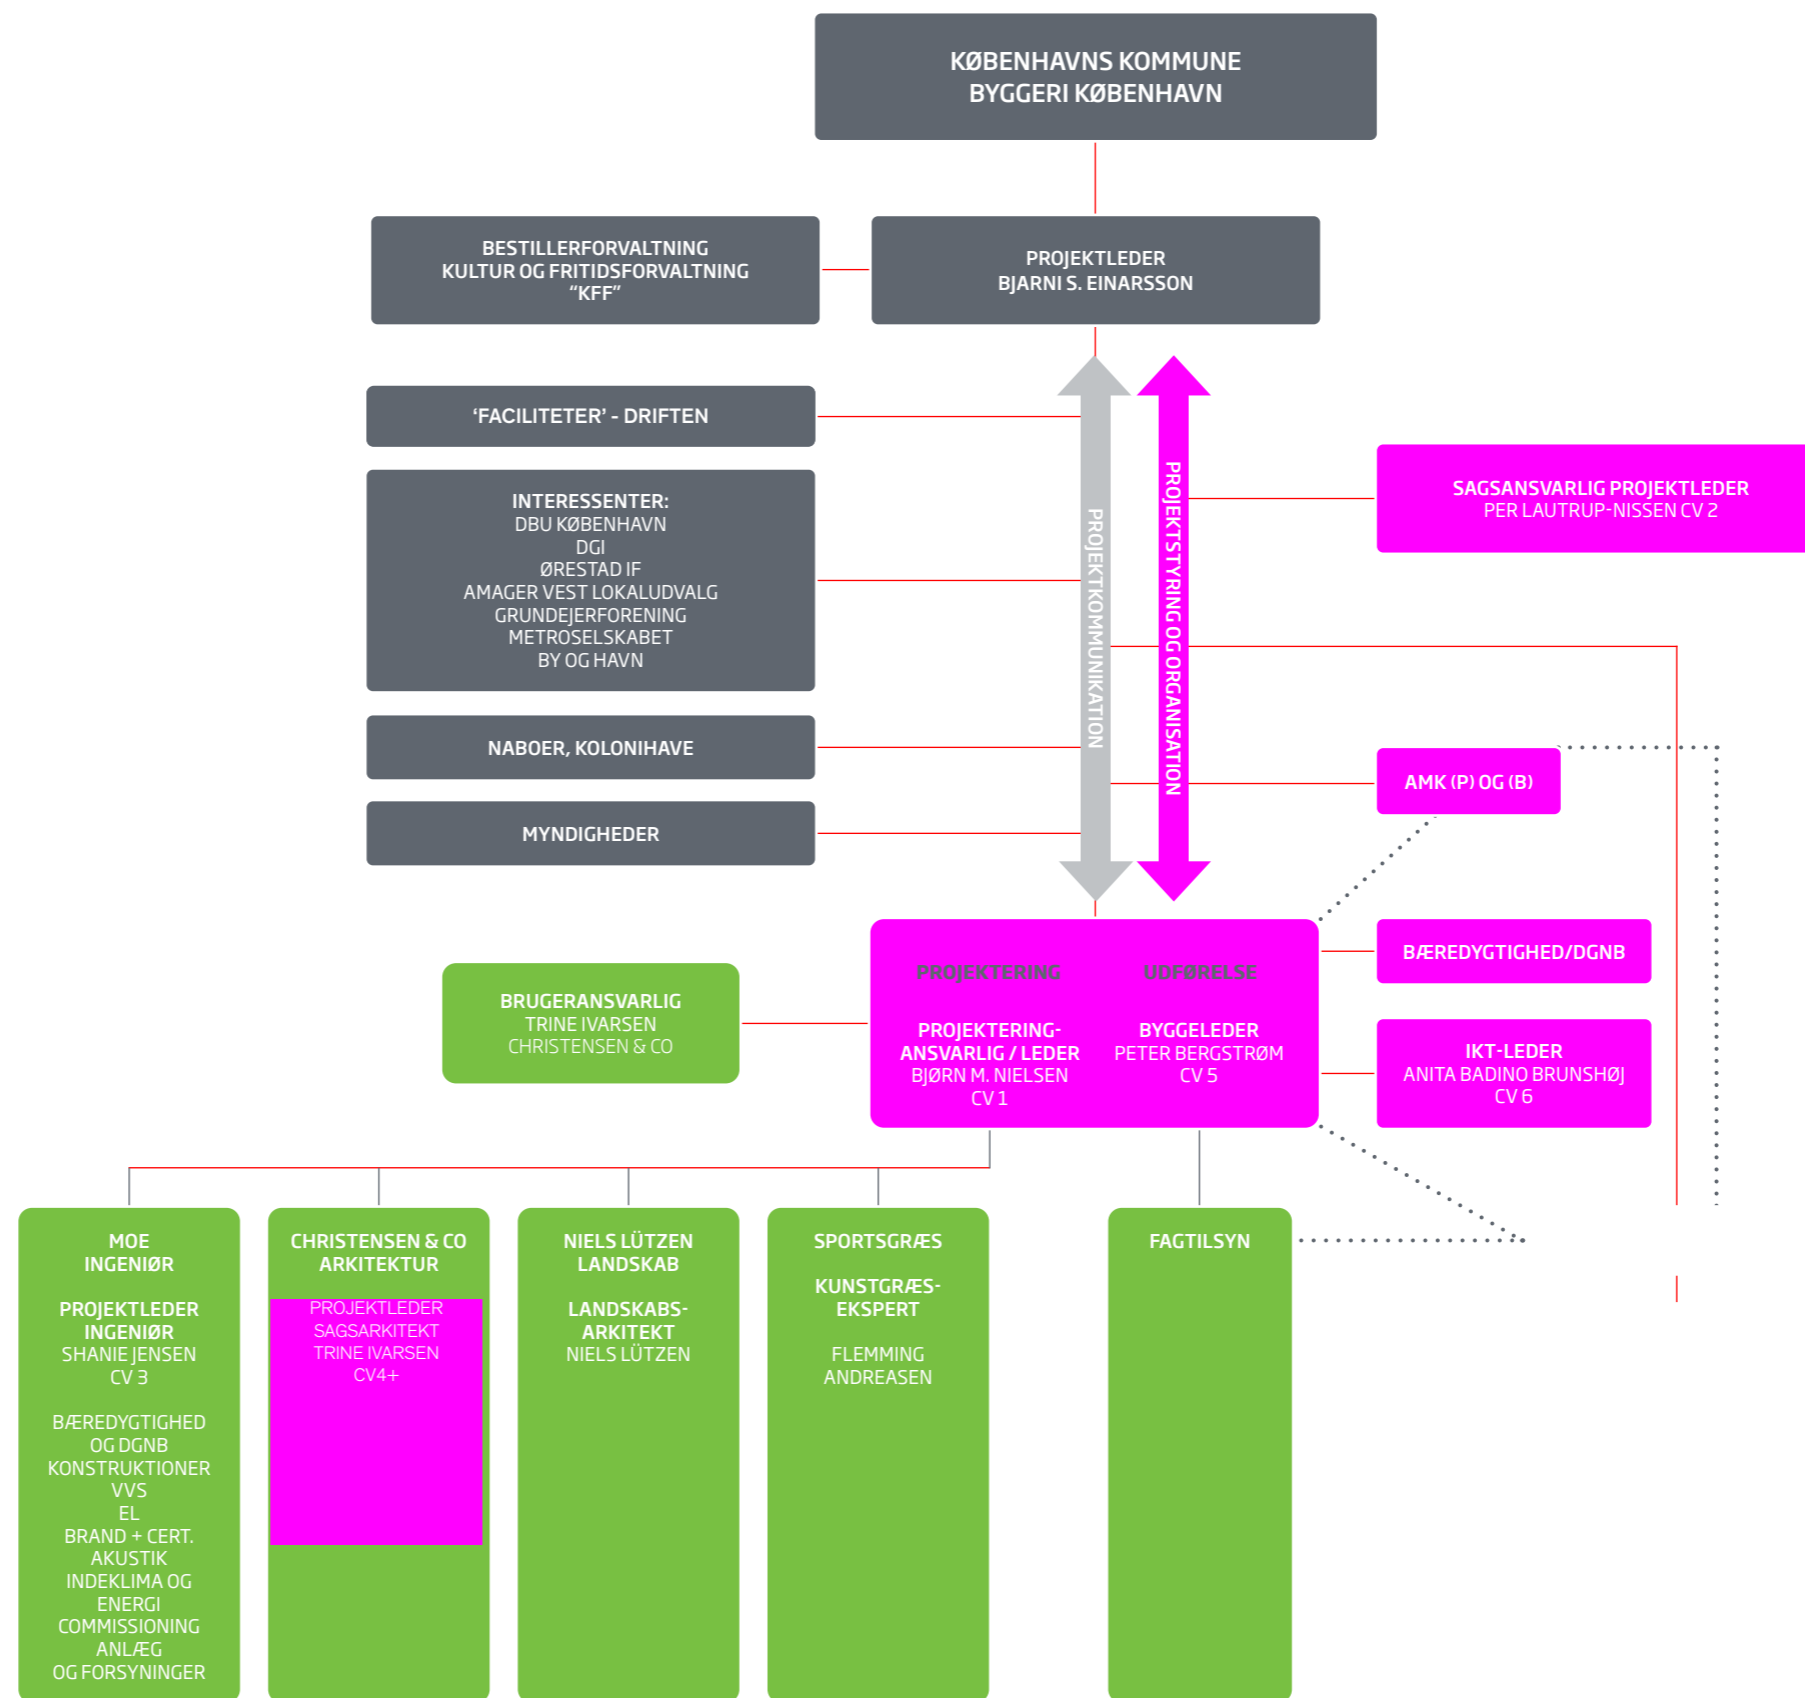 KØBENHAVNS KOMMUNE
BYGGERI KØBENHAVN
BESTILLERFORVALTNING
KULTUR OG FRITIDSFORVALTNING
“KFF”
PROJEKTLEDER
BJARNI S. EINARSSON
‘FACILITETER’ - DRIFTEN
INTERESSENTER:
DBU KØBENHAVN
DGI
ØRESTAD IF
AMAGER VEST LOKALUDVALG
GRUNDEJERFORENING
METROSELSKABET
BY OG HAVN
NABOER, KOLONIHAVE
MYNDIGHEDER
PROJEKTKOMMUNIKATION
PROJEKTSTYRING OG ORGANISATION
SAGSANSVARLIG PROJEKTLEDER
PER LAUTRUP-NISSEN CV 2
AMK (P) OG (B)
BÆREDYGTIGHED/DGNB
IKT-LEDER
ANITA BADINO BRUNSHØJ
CV 6
BRUGERANSVARLIG
TRINE IVARSEN
CHRISTENSEN & CO
PROJEKTERING
PROJEKTERING-
ANSVARLIG / LEDER
BJØRN M. NIELSEN
CV 1
UDFØRELSE
BYGGELEDER
PETER BERGSTRØM
CV 5
MOE
INGENIØR
PROJEKTLEDER
INGENIØR
SHANIE JENSEN
CV 3
BÆREDYGTIGHED
OG DGNB
KONSTRUKTIONER
VVS
EL
BRAND + CERT.
AKUSTIK
INDEKLIMA OG
ENERGI
COMMISSIONING
ANLÆG
OG FORSYNINGER
CHRISTENSEN & CO
ARKITEKTUR
PROJEKTLEDER
SAGSARKITEKT
TRINE IVARSEN
CV4+
NIELS LÜTZEN
LANDSKAB
LANDSKABS-
ARKITEKT
NIELS LÜTZEN
SPORTSGRÆS
KUNSTGRÆS-
EKSPERT
FLEMMING
ANDREASEN
FAGTILSYN